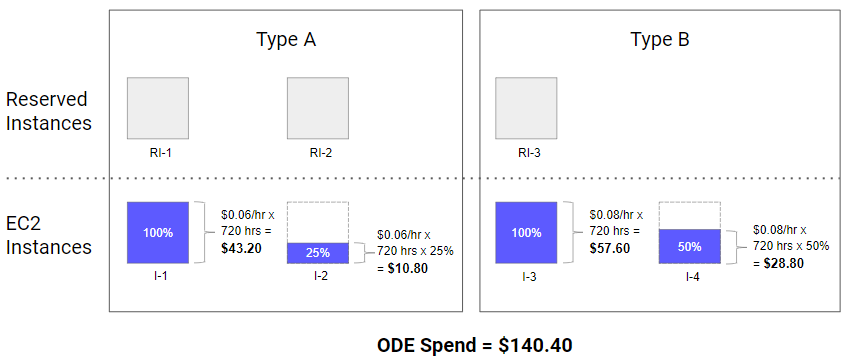 Type A
Type B
Reserved
Instances
RI-1
RI-2
RI-3
EC2
Instances
100%
$0.06/hr x
720 hrs =
$43.20
I-1
25%
$0.06/hr x
720 hrs x 25%
= $10.80
I-2
100%
$0.08/hr x
720 hrs =
$57.60
I-3
50%
$0.08/hr x
720 hrs x 50%
= $28.80
I-4
ODE Spend = $140.40